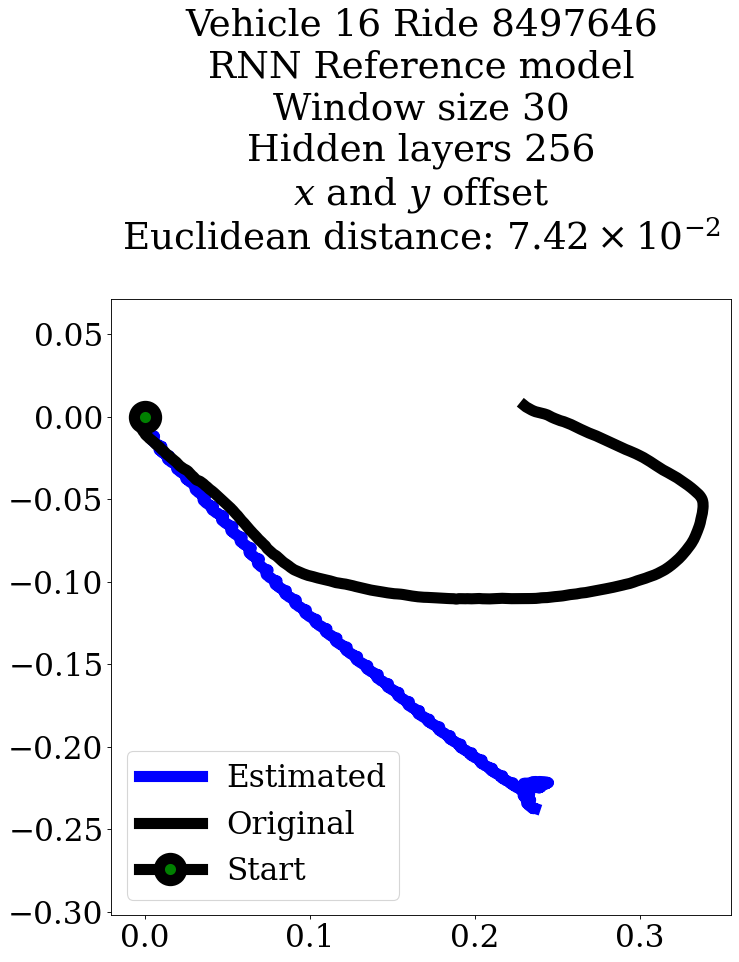 Vehicle 16 Ride 8497646
RNN Reference model
Window size 30
Hidden layers 256
x and y offset
Euclidean distance: 7.42 × 10⁻²
0.05
0.00
−0.05
−0.10
−0.15
−0.20
−0.25
−0.30
Estimated
Original
Start
0.0 0.1 0.2 0.3